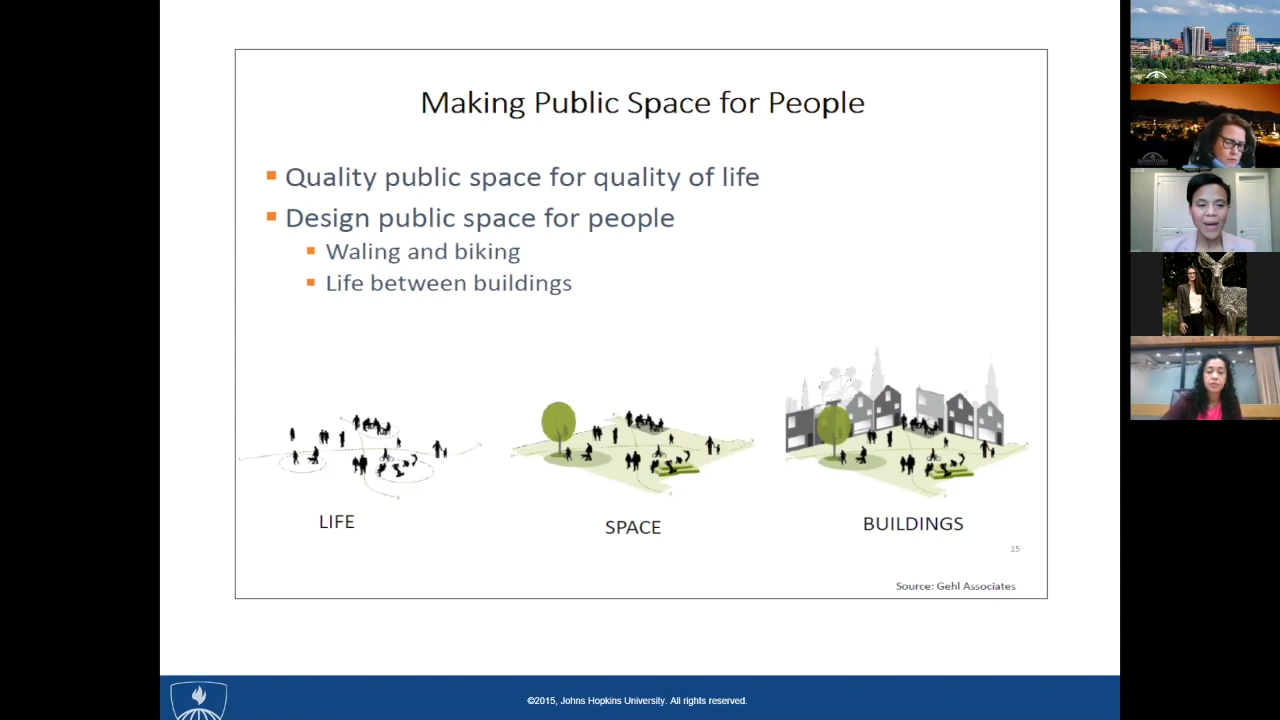 Making Public Space for People
Quality public space for quality of life
Design public space for people
Waling and biking
Life between buildings
LIFE
SPACE
BUILDINGS
15
Source: Gehl Associates
©2015, Johns Hopkins University. All rights reserved.